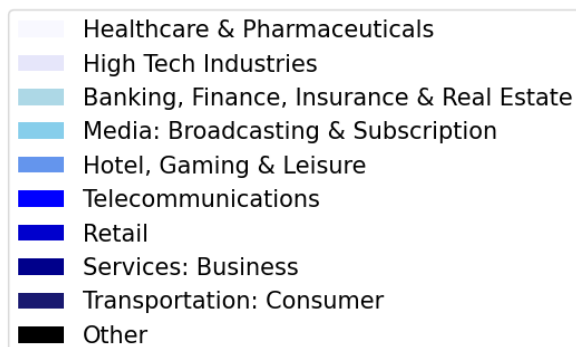 Healthcare & Pharmaceuticals
High Tech Industries
Banking, Finance, Insurance & Real Estate
Media: Broadcasting & Subscription
Hotel, Gaming & Leisure
Telecommunications
Retail
Services: Business
Transportation: Consumer
Other